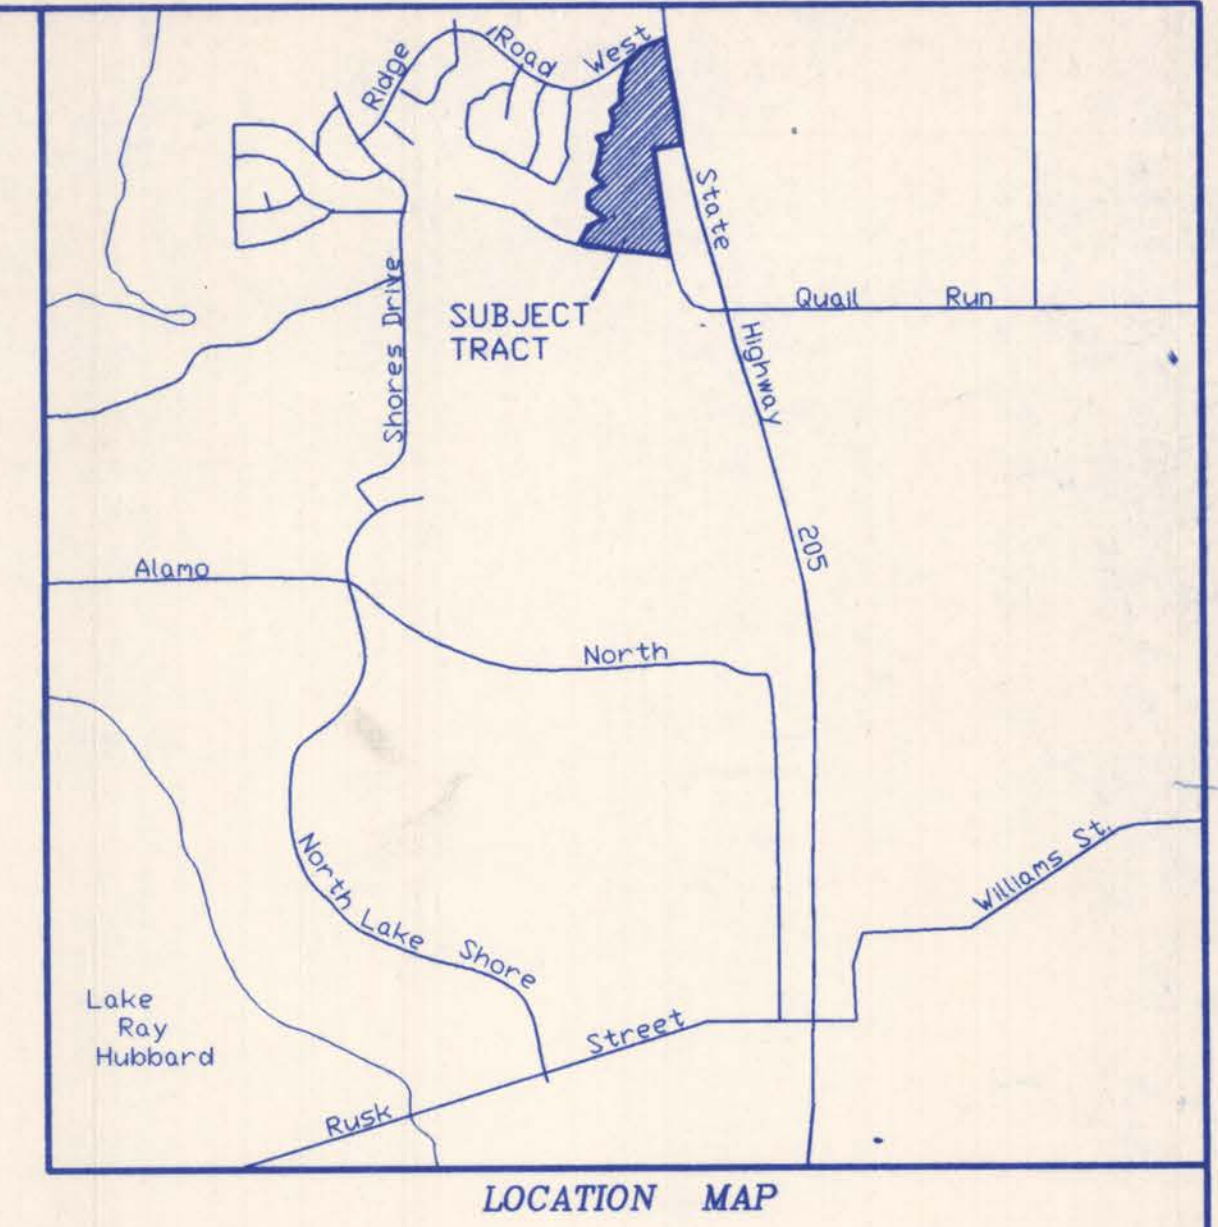 Ridge Road West
State Highway 205
Quail Run
Shores Drive
SUBJECT
TRACT
Alamo
North
North Lake Shore
Williams St.
Lake
Ray
Hubbard
Rusk Street
LOCATION MAP